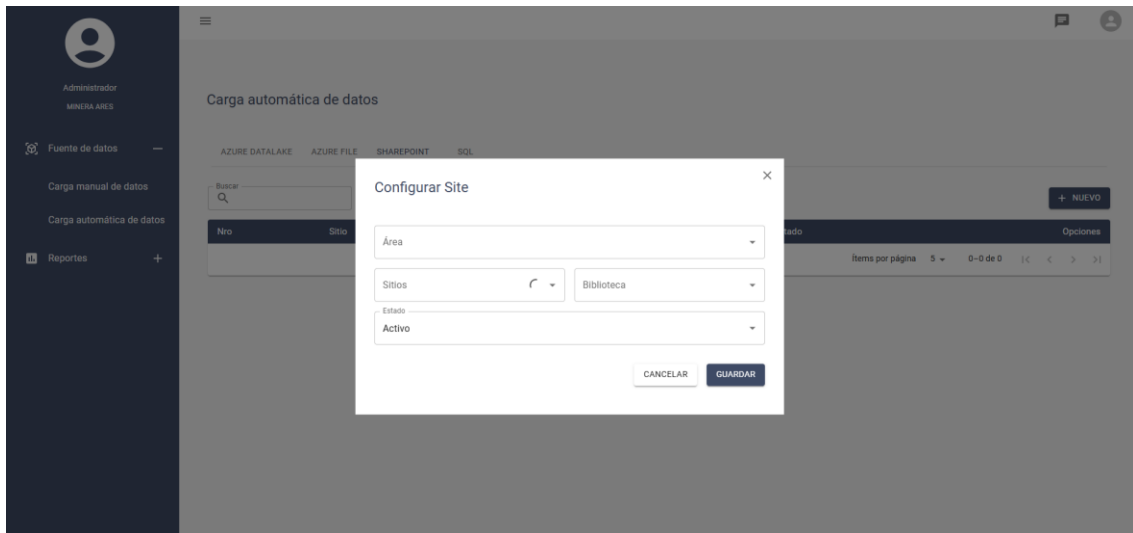 Administrador
MINERA ARES
Fuente de datos
Carga manual de datos
Carga automática de datos
Reportes
Carga automática de datos
AZURE DATALAKE AZURE FILE SHAREPOINT SQL
Buscar
+ NUEVO
Nro Sitio tado Opciones
Ítems por página 5 0–0 de 0
Configurar Site
Área
Sitios Biblioteca
Estado
Activo
CANCELAR GUARDAR